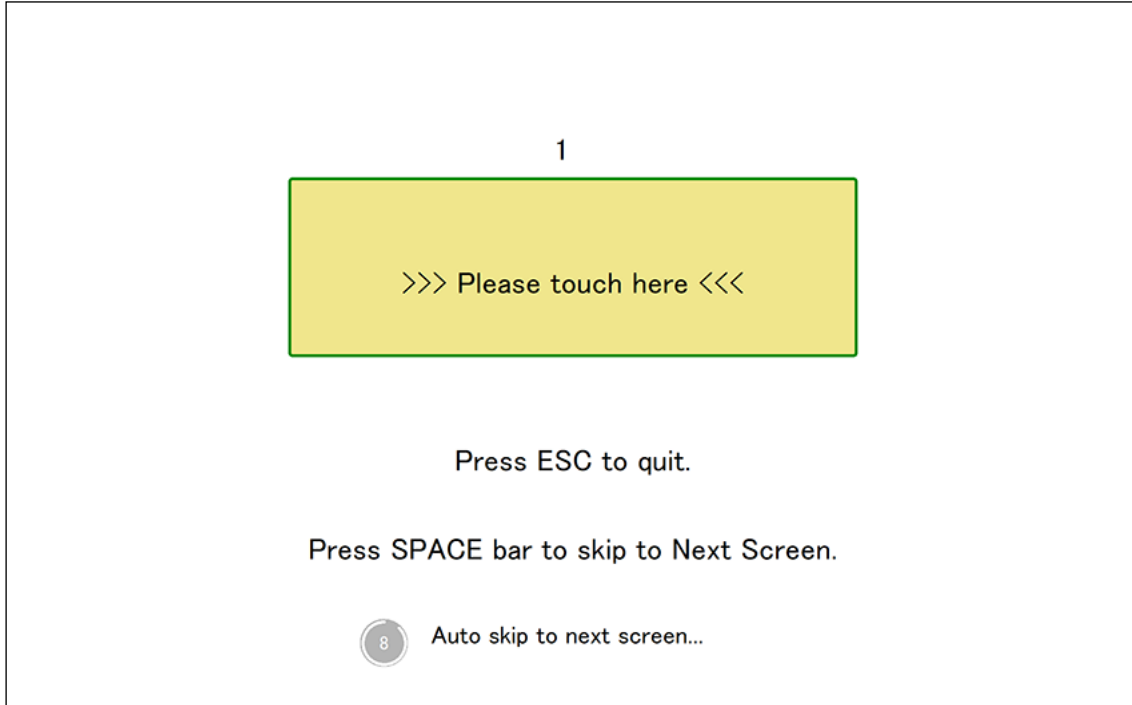 1
>>> Please touch here <<<
Press ESC to quit.
Press SPACE bar to skip to Next Screen.
8 Auto skip to next screen...